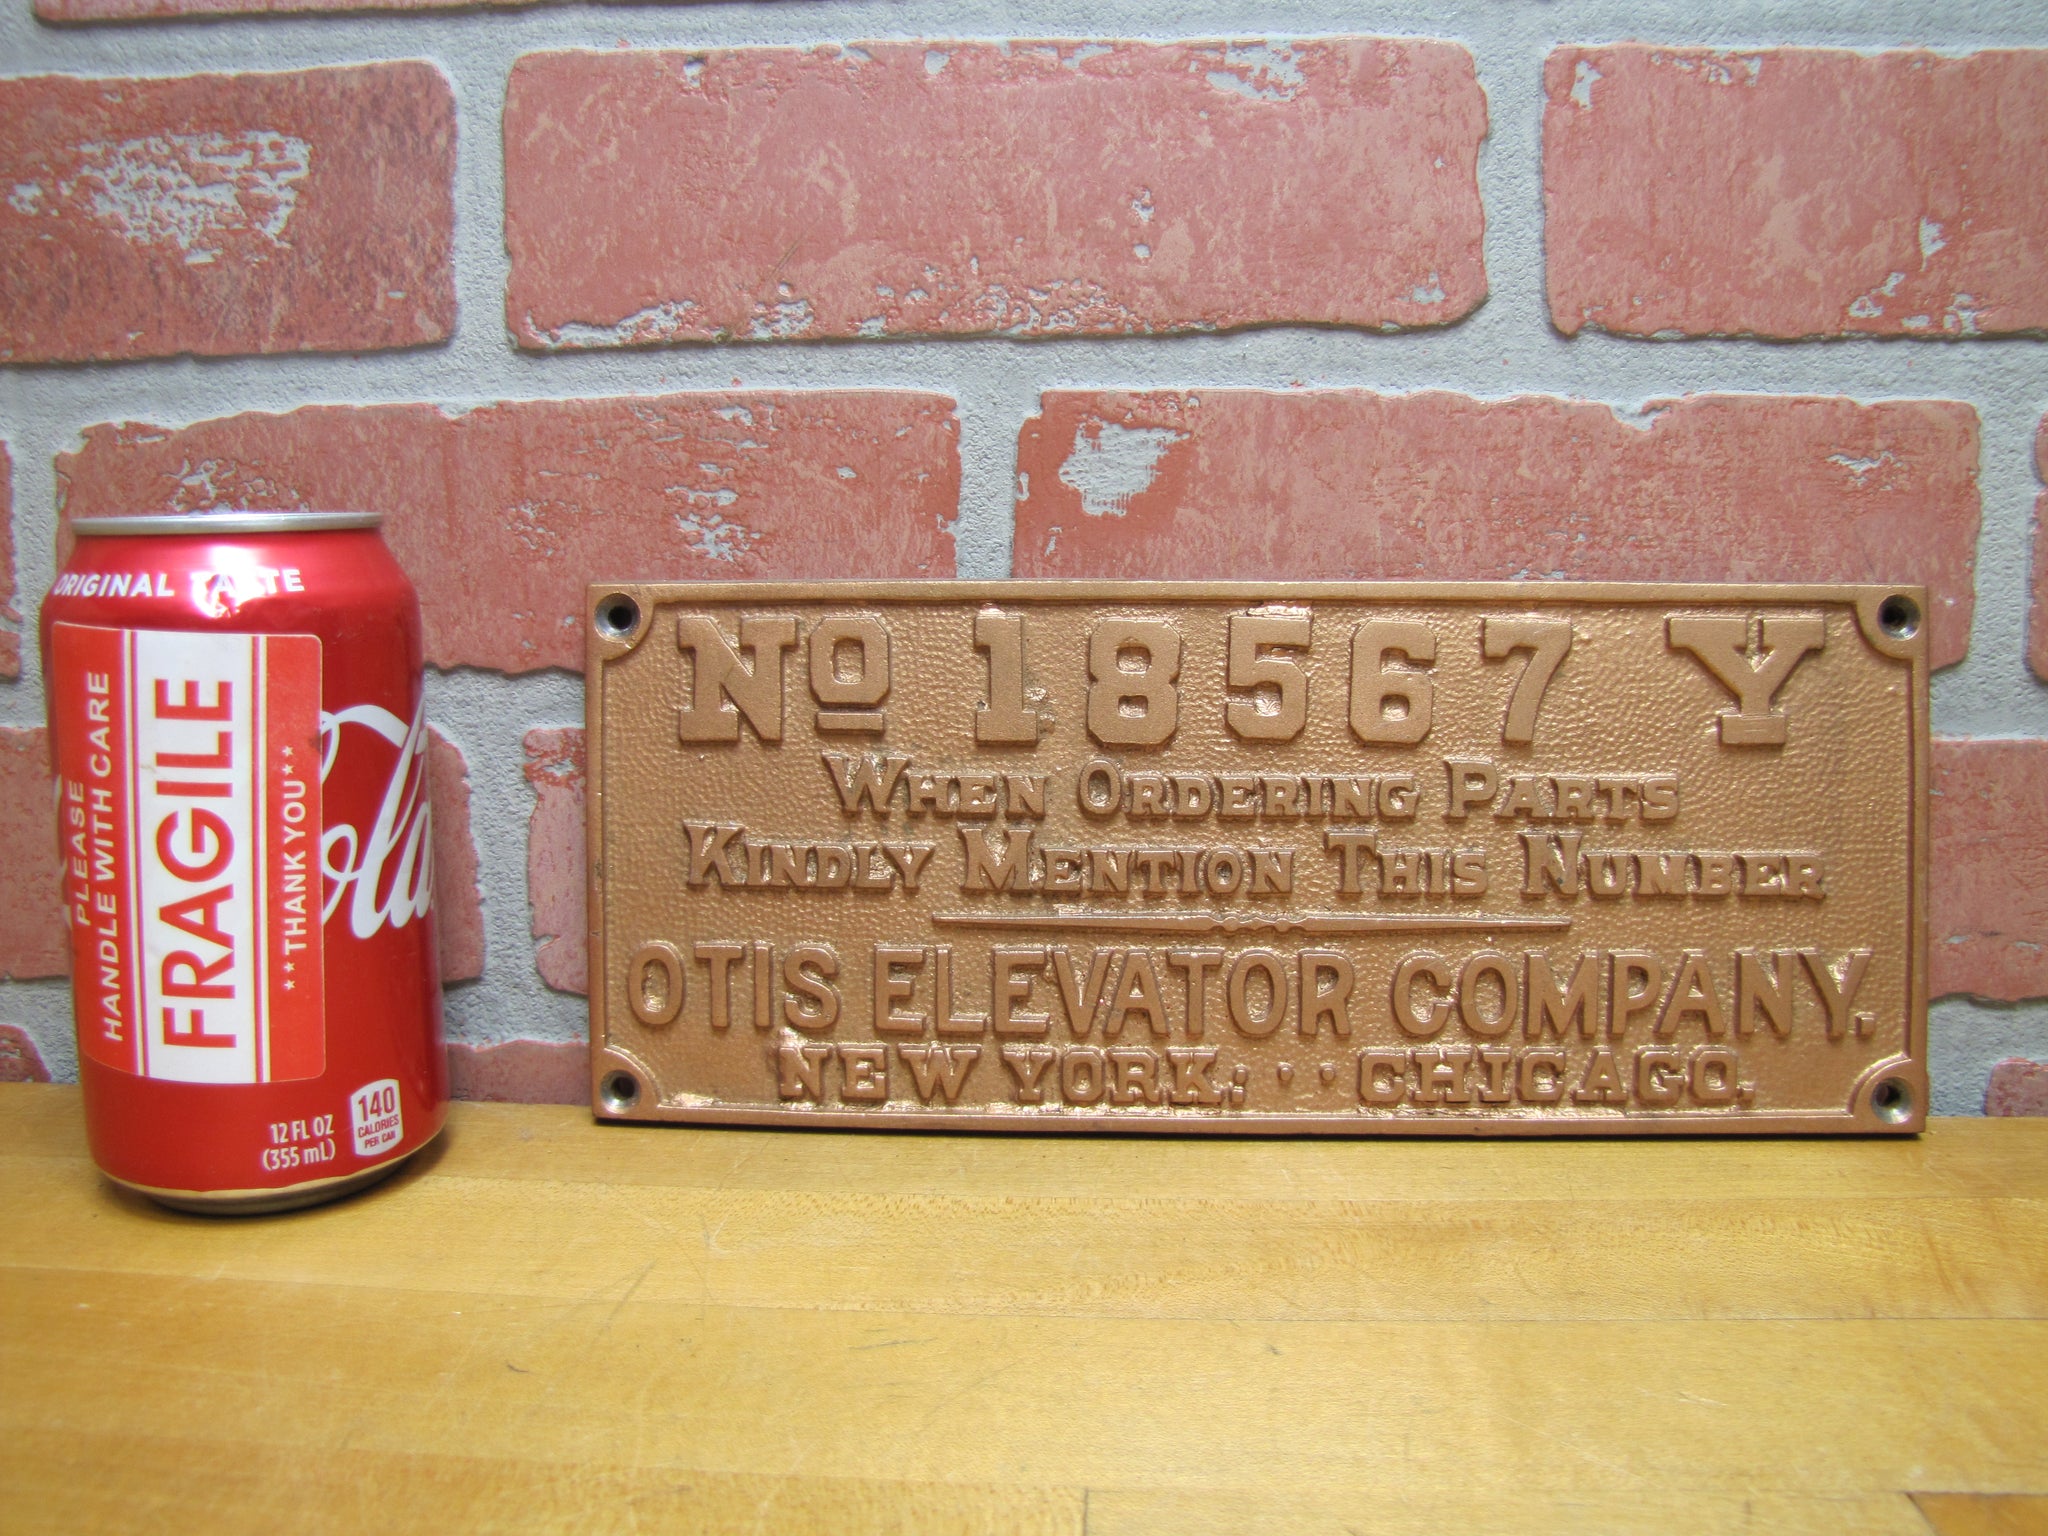 ORIGINAL TASTE
PLEASE
HANDLE WITH CARE
FRAGILE
★★ THANK YOU ★★
Cola
12 FL OZ
(355 mL)
140
CALORIES
PER CAN
Nº 18567 Y
WHEN ORDERING PARTS
KINDLY MENTION THIS NUMBER
OTIS ELEVATOR COMPANY.
NEW YORK; · · CHICAGO.